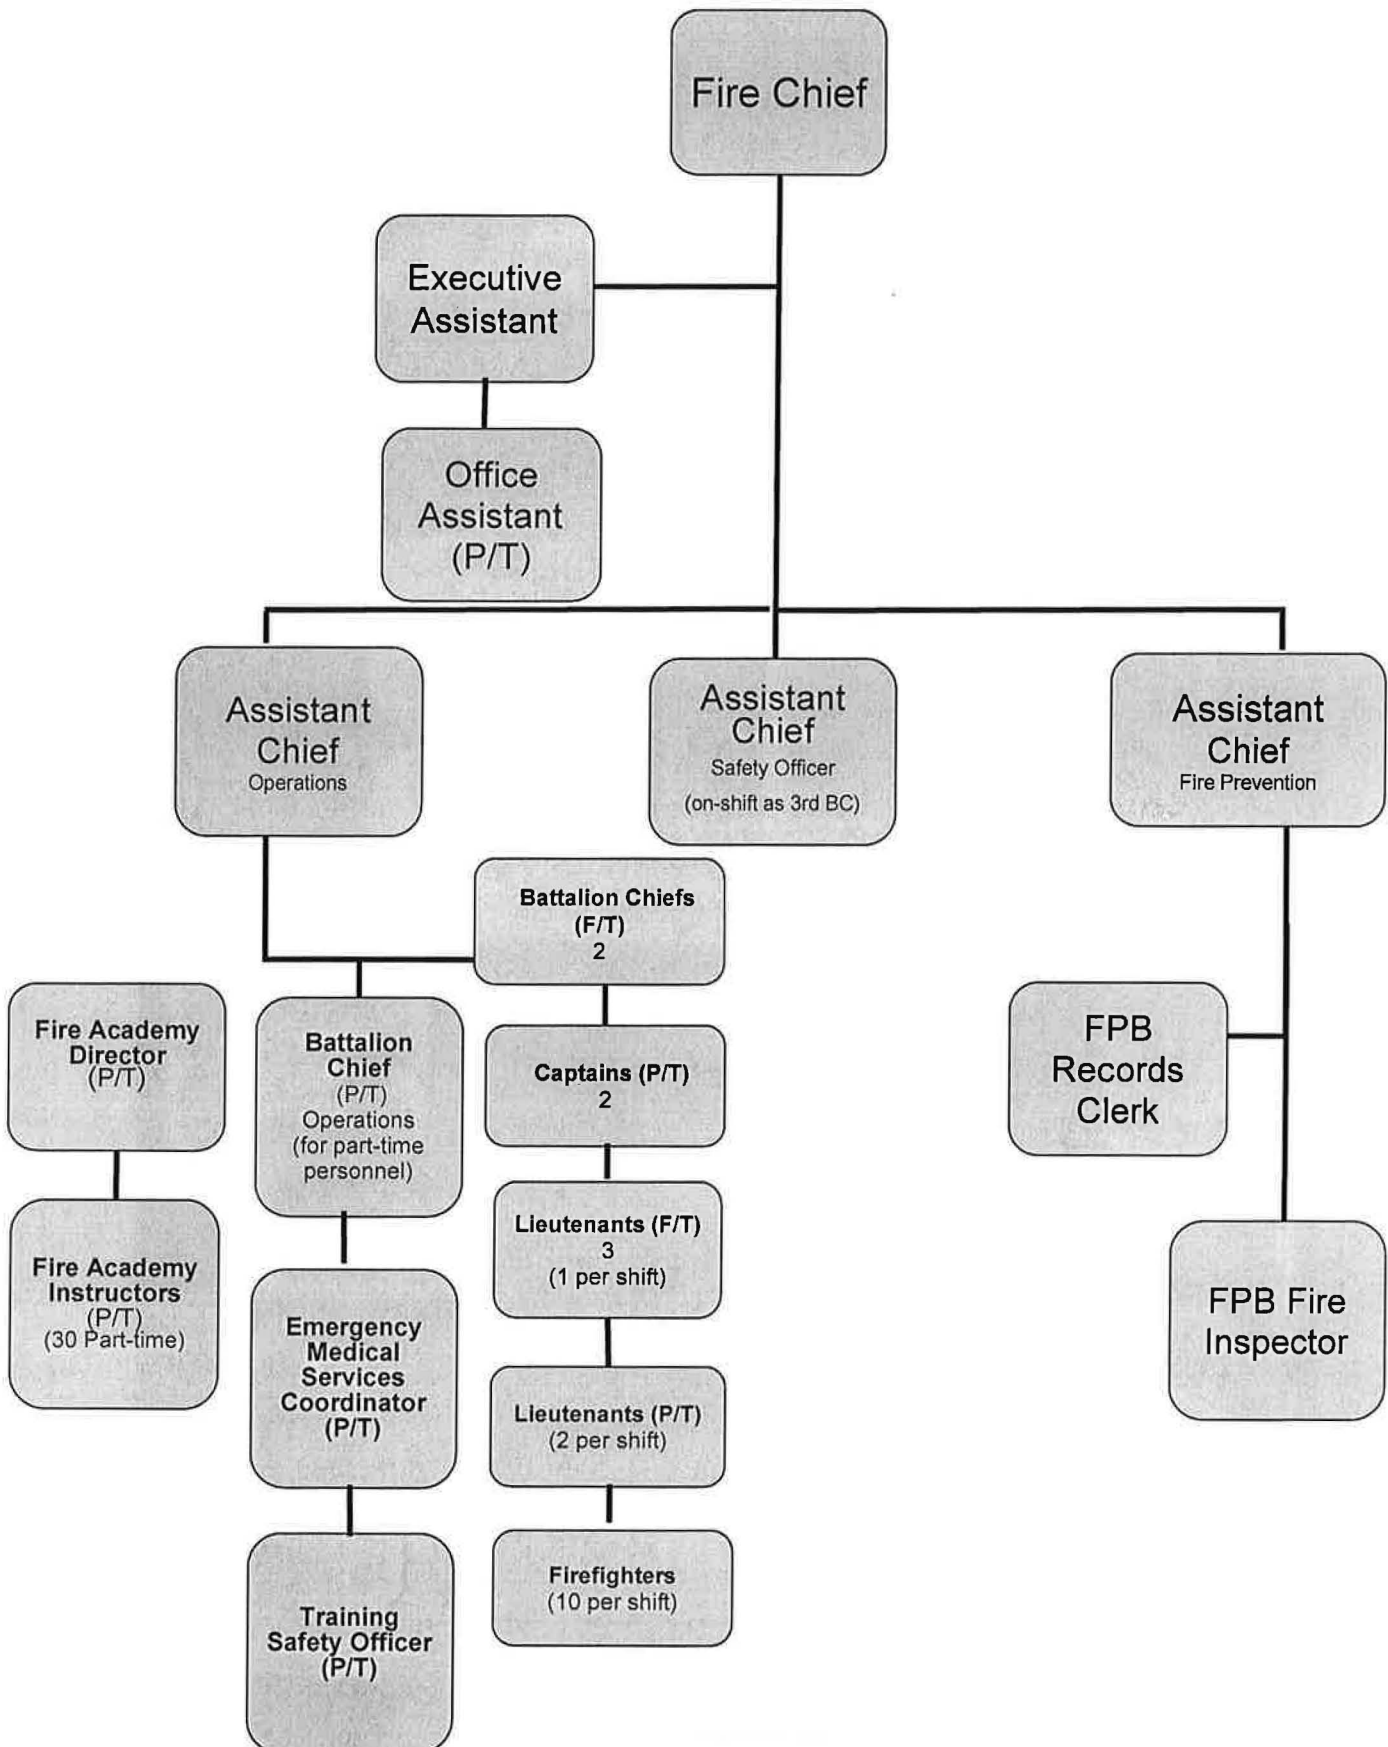 Fire Chief
Executive
Assistant
Office
Assistant
(P/T)
Assistant
Chief
Operations
Assistant
Chief
Safety Officer
(on-shift as 3rd BC)
Assistant
Chief
Fire Prevention
Battalion Chiefs
(F/T)
2
Fire Academy
Director
(P/T)
Battalion
Chief
(P/T)
Operations
(for part-time
personnel)
Captains (P/T)
2
FPB
Records
Clerk
Fire Academy
Instructors
(P/T)
(30 Part-time)
Lieutenants (F/T)
3
(1 per shift)
FPB Fire
Inspector
Emergency
Medical
Services
Coordinator
(P/T)
Lieutenants (P/T)
(2 per shift)
Training
Safety Officer
(P/T)
Firefighters
(10 per shift)